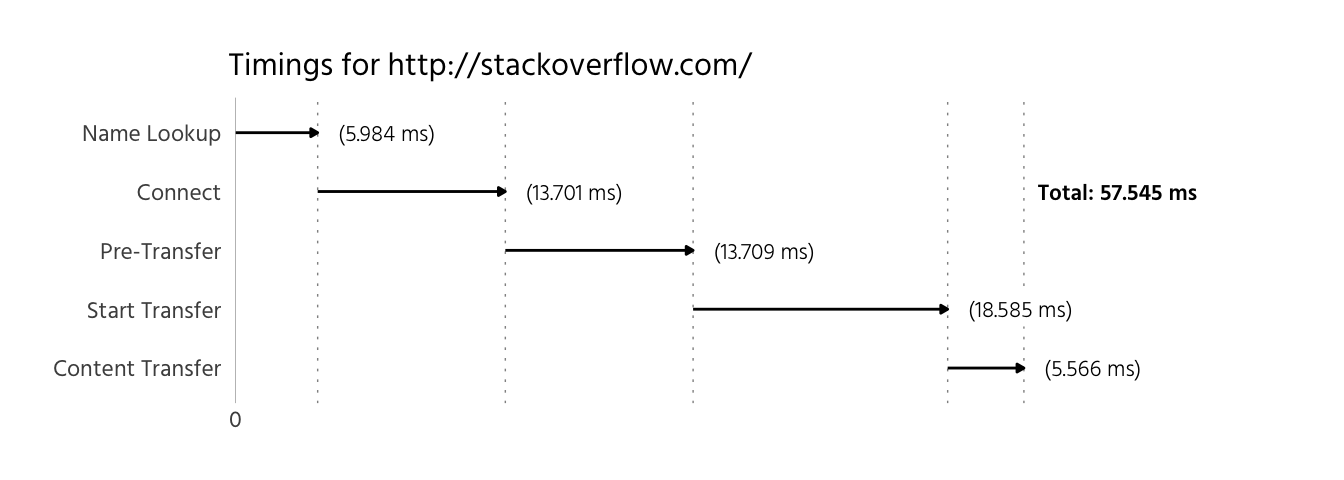 Timings for http://stackoverflow.com/
Name Lookup (5.984 ms)
Connect (13.701 ms) Total: 57.545 ms
Pre-Transfer (13.709 ms)
Start Transfer (18.585 ms)
Content Transfer (5.566 ms)
0